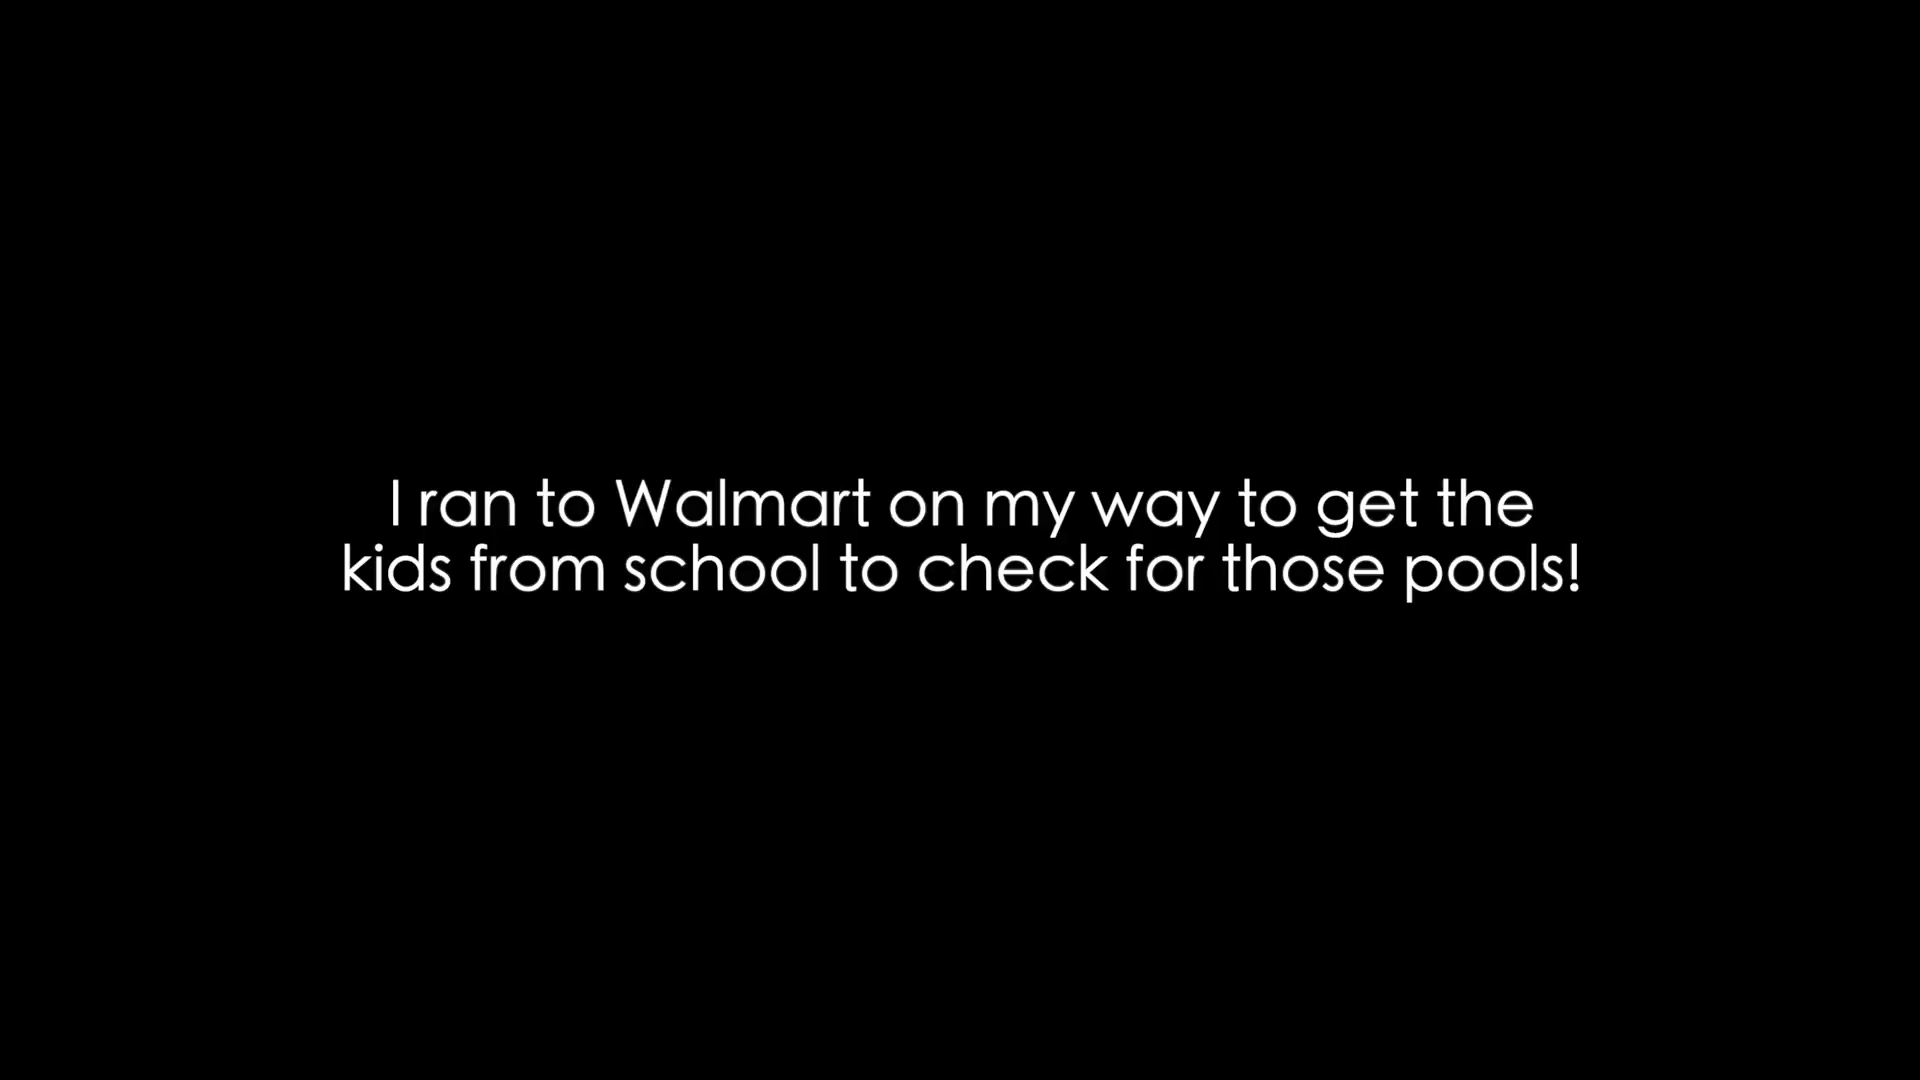 I ran to Walmart on my way to get the
kids from school to check for those pools!